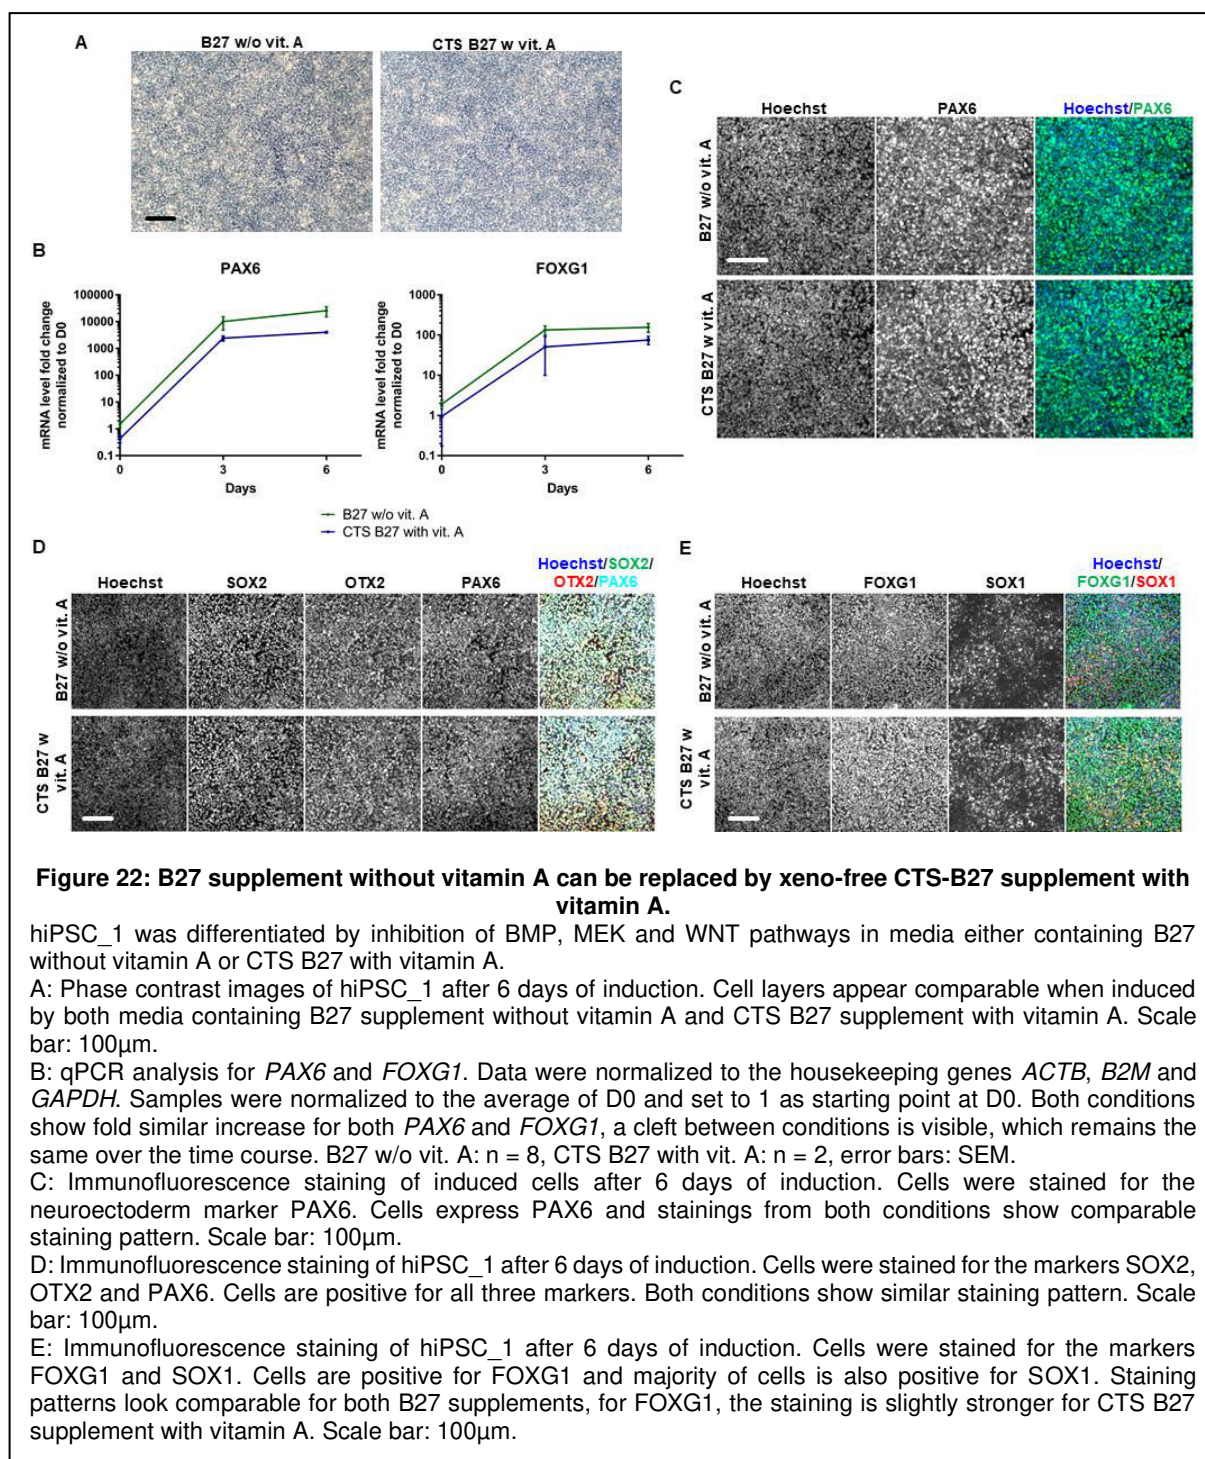 A
B27 w/o vit. A
CTS B27 w vit. A
B
PAX6
FOXG1
mRNA level fold change
normalized to D0
100000
10000
1000
100
10
1
0.1
0
3
6
Days
mRNA level fold change
normalized to D0
1000
100
10
1
0.1
0
3
6
Days
B27 w/o vit. A
CTS B27 with vit. A
C
Hoechst
PAX6
Hoechst/PAX6
B27 w/o vit. A
CTS B27 w vit. A
D
Hoechst
SOX2
OTX2
PAX6
Hoechst/SOX2/
OTX2/PAX6
B27 w/o vit. A
CTS B27 w
vit. A
E
Hoechst
FOXG1
SOX1
Hoechst/
FOXG1/SOX1
B27 w/o vit. A
CTS B27 w
vit. A
Figure 22: B27 supplement without vitamin A can be replaced by xeno-free CTS-B27 supplement with
vitamin A.
hiPSC_1 was differentiated by inhibition of BMP, MEK and WNT pathways in media either containing B27
without vitamin A or CTS B27 with vitamin A.
A: Phase contrast images of hiPSC_1 after 6 days of induction. Cell layers appear comparable when induced
by both media containing B27 supplement without vitamin A and CTS B27 supplement with vitamin A. Scale
bar: 100µm.
B: qPCR analysis for PAX6 and FOXG1. Data were normalized to the housekeeping genes ACTB, B2M and
GAPDH. Samples were normalized to the average of D0 and set to 1 as starting point at D0. Both conditions
show fold similar increase for both PAX6 and FOXG1, a cleft between conditions is visible, which remains the
same over the time course. B27 w/o vit. A: n = 8, CTS B27 with vit. A: n = 2, error bars: SEM.
C: Immunofluorescence staining of induced cells after 6 days of induction. Cells were stained for the
neuroectoderm marker PAX6. Cells express PAX6 and stainings from both conditions show comparable
staining pattern. Scale bar: 100µm.
D: Immunofluorescence staining of hiPSC_1 after 6 days of induction. Cells were stained for the markers SOX2,
OTX2 and PAX6. Cells are positive for all three markers. Both conditions show similar staining pattern. Scale
bar: 100µm.
E: Immunofluorescence staining of hiPSC_1 after 6 days of induction. Cells were stained for the markers
FOXG1 and SOX1. Cells are positive for FOXG1 and majority of cells is also positive for SOX1. Staining
patterns look comparable for both B27 supplements, for FOXG1, the staining is slightly stronger for CTS B27
supplement with vitamin A. Scale bar: 100µm.